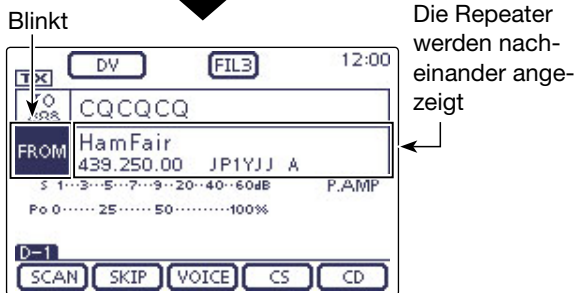 Blinkt
Die Repeater
werden nach-
einander ange-
zeigt
TX
DV
FIL3
12:00
CQCQCQ
FROM
HamFair
439.250.00 JP1YJJ A
S 1···3···5···7···9··20··40··60dB
P.AMP
Po 0······25······50·········100%
D-1
SCAN
SKIP
VOICE
CS
CD